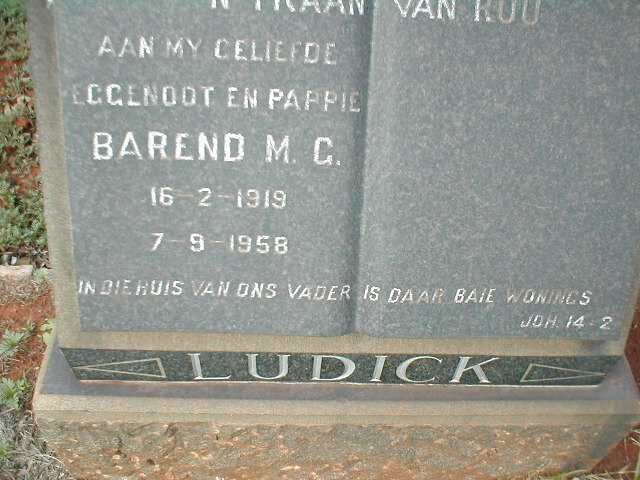 'N TRAAN VAN ROU
AAN MY GELIEFDE
EGGENOOT EN PAPPIE
BAREND M. G.
16-2-1919
7-9-1958
IN DIE HUIS VAN ONS VADER IS DAAR BAIE WONINGS
JOH. 14-2
LUDICK